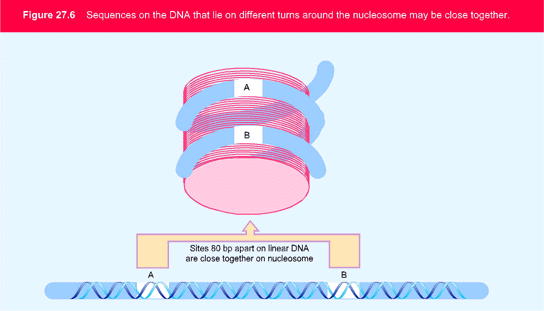 Figure 27.6 Sequences on the DNA that lie on different turns around the nucleosome may be close together.
A
B
Sites 80 bp apart on linear DNA
are close together on nucleosome
A B